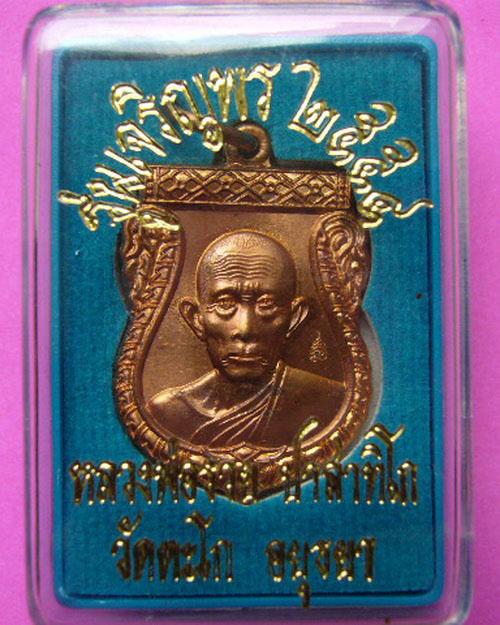 รุ่นเจริญพร ๒๕๕๔
หลวงพ่อรวย ปาสาทิโก
วัดตะโก อยุธยา